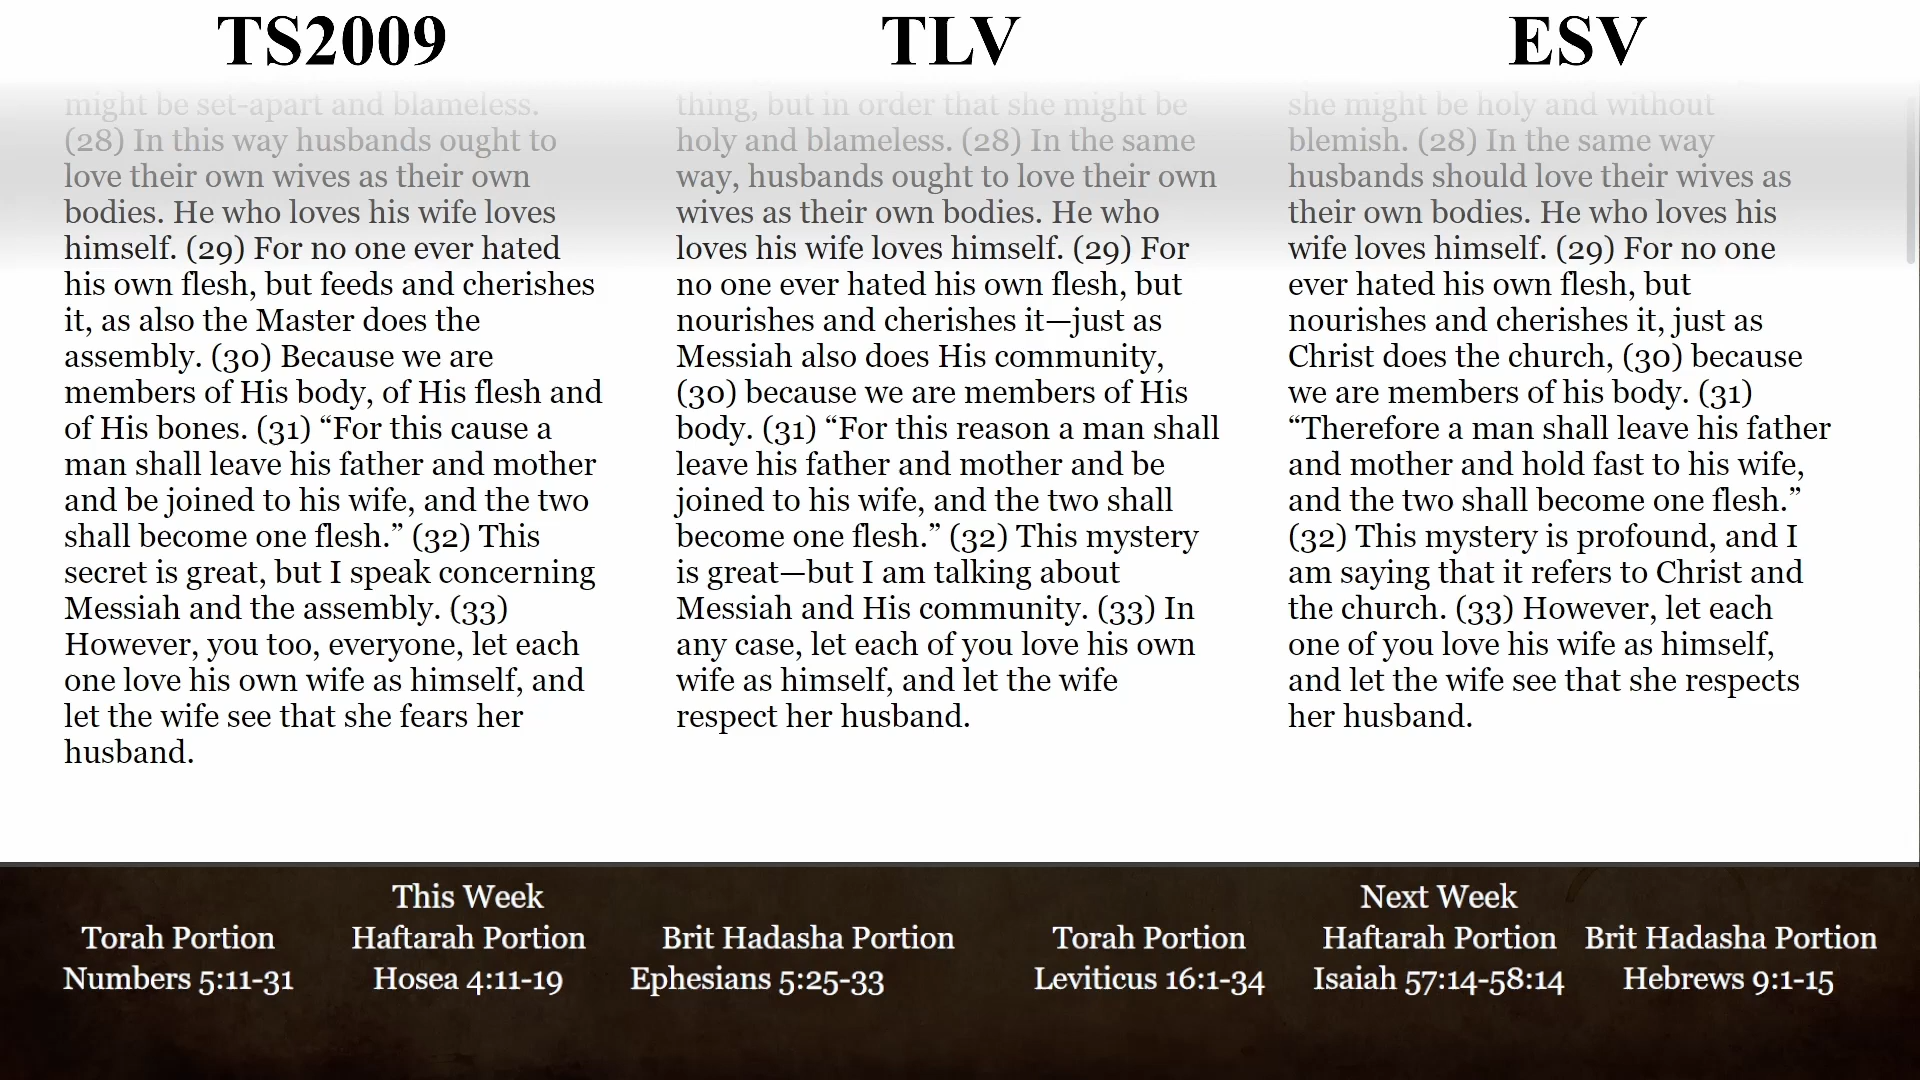 TS2009
might be set-apart and blameless.
(28) In this way husbands ought to
love their own wives as their own
bodies. He who loves his wife loves
himself. (29) For no one ever hated
his own flesh, but feeds and cherishes
it, as also the Master does the
assembly. (30) Because we are
members of His body, of His flesh and
of His bones. (31) “For this cause a
man shall leave his father and mother
and be joined to his wife, and the two
shall become one flesh.” (32) This
secret is great, but I speak concerning
Messiah and the assembly. (33)
However, you too, everyone, let each
one love his own wife as himself, and
let the wife see that she fears her
husband.
TLV
thing, but in order that she might be
holy and blameless. (28) In the same
way, husbands ought to love their own
wives as their own bodies. He who
loves his wife loves himself. (29) For
no one ever hated his own flesh, but
nourishes and cherishes it—just as
Messiah also does His community,
(30) because we are members of His
body. (31) “For this reason a man shall
leave his father and mother and be
joined to his wife, and the two shall
become one flesh.” (32) This mystery
is great—but I am talking about
Messiah and His community. (33) In
any case, let each of you love his own
wife as himself, and let the wife
respect her husband.
ESV
she might be holy and without
blemish. (28) In the same way
husbands should love their wives as
their own bodies. He who loves his
wife loves himself. (29) For no one
ever hated his own flesh, but
nourishes and cherishes it, just as
Christ does the church, (30) because
we are members of his body. (31)
“Therefore a man shall leave his father
and mother and hold fast to his wife,
and the two shall become one flesh.”
(32) This mystery is profound, and I
am saying that it refers to Christ and
the church. (33) However, let each
one of you love his wife as himself,
and let the wife see that she respects
her husband.
This Week
Torah Portion Haftarah Portion Brit Hadasha Portion
Numbers 5:11-31 Hosea 4:11-19 Ephesians 5:25-33
Next Week
Torah Portion Haftarah Portion Brit Hadasha Portion
Leviticus 16:1-34 Isaiah 57:14-58:14 Hebrews 9:1-15